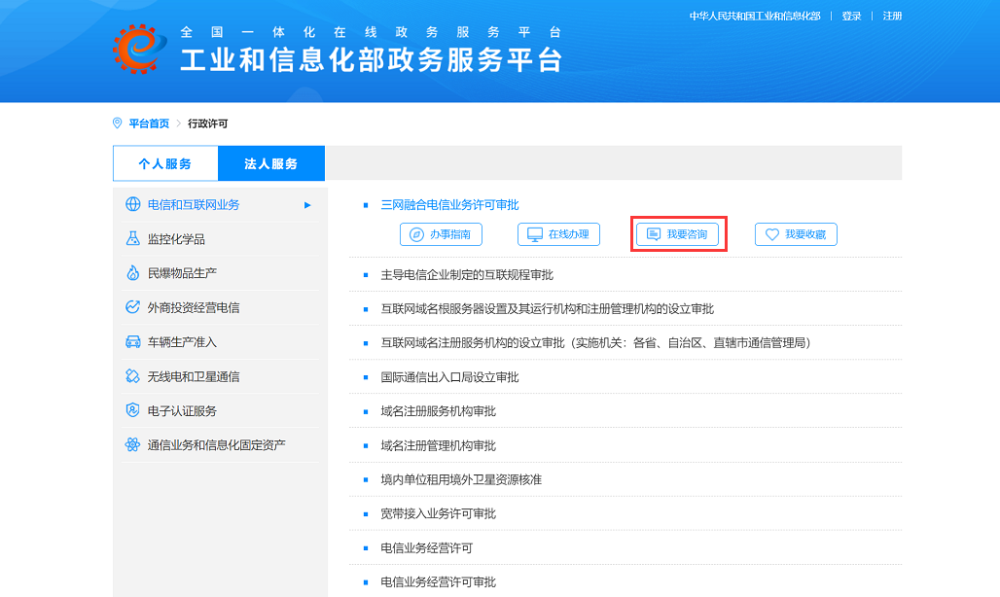 中华人民共和国工业和信息化部 | 登录 | 注册
全国一体化在线政务服务平台
工业和信息化部政务服务平台
平台首页 > 行政许可
个人服务
法人服务
电信和互联网业务
监控化学品
民爆物品生产
外商投资经营电信
车辆生产准入
无线电和卫星通信
电子认证服务
通信业务和信息化固定资产
三网融合电信业务许可审批
办事指南
在线办理
我要咨询
我要收藏
主导电信企业制定的互联规程审批
互联网域名根服务器设置及其运行机构和注册管理机构的设立审批
互联网域名注册服务机构的设立审批（实施机关：各省、自治区、直辖市通信管理局）
国际通信出入口局设立审批
域名注册服务机构审批
域名注册管理机构审批
境内单位租用境外卫星资源核准
宽带接入业务许可审批
电信业务经营许可
电信业务经营许可审批